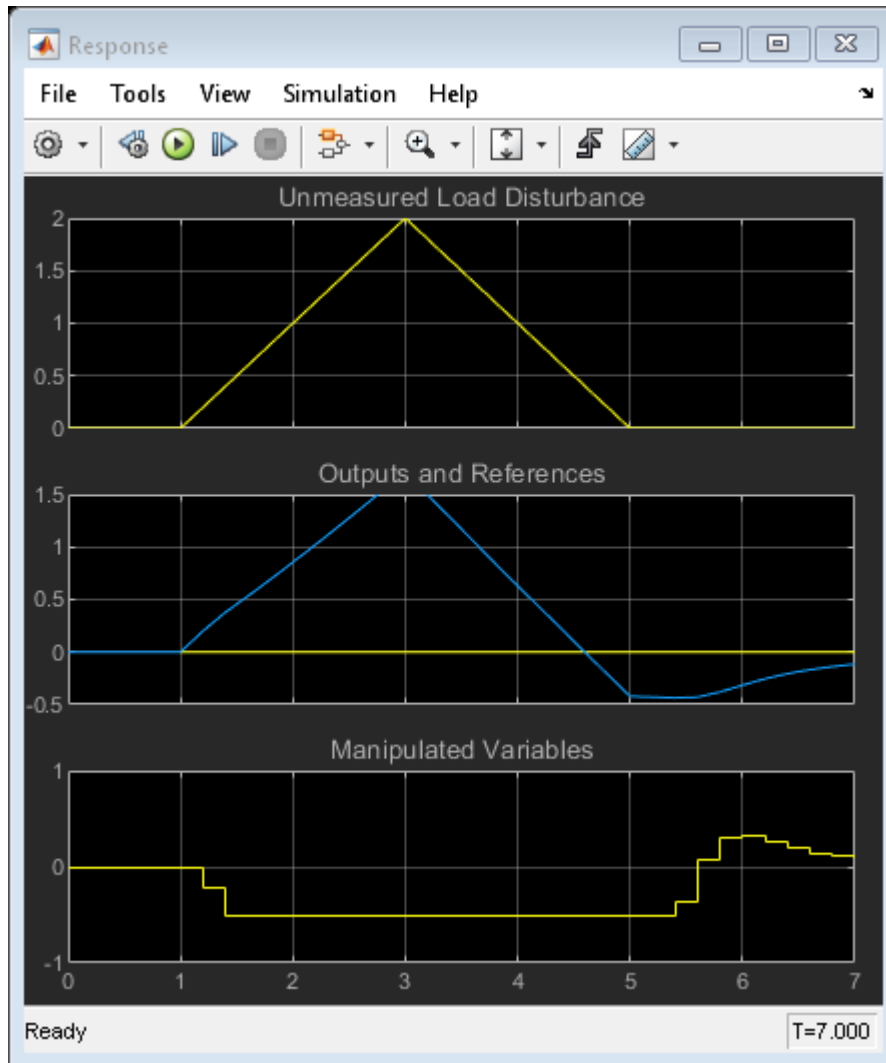 Response
File Tools View Simulation Help
Unmeasured Load Disturbance
2
1.5
1
0.5
0
Outputs and References
1.5
1
0.5
0
-0.5
Manipulated Variables
1
0
-1
0 1 2 3 4 5 6 7
Ready T=7.000